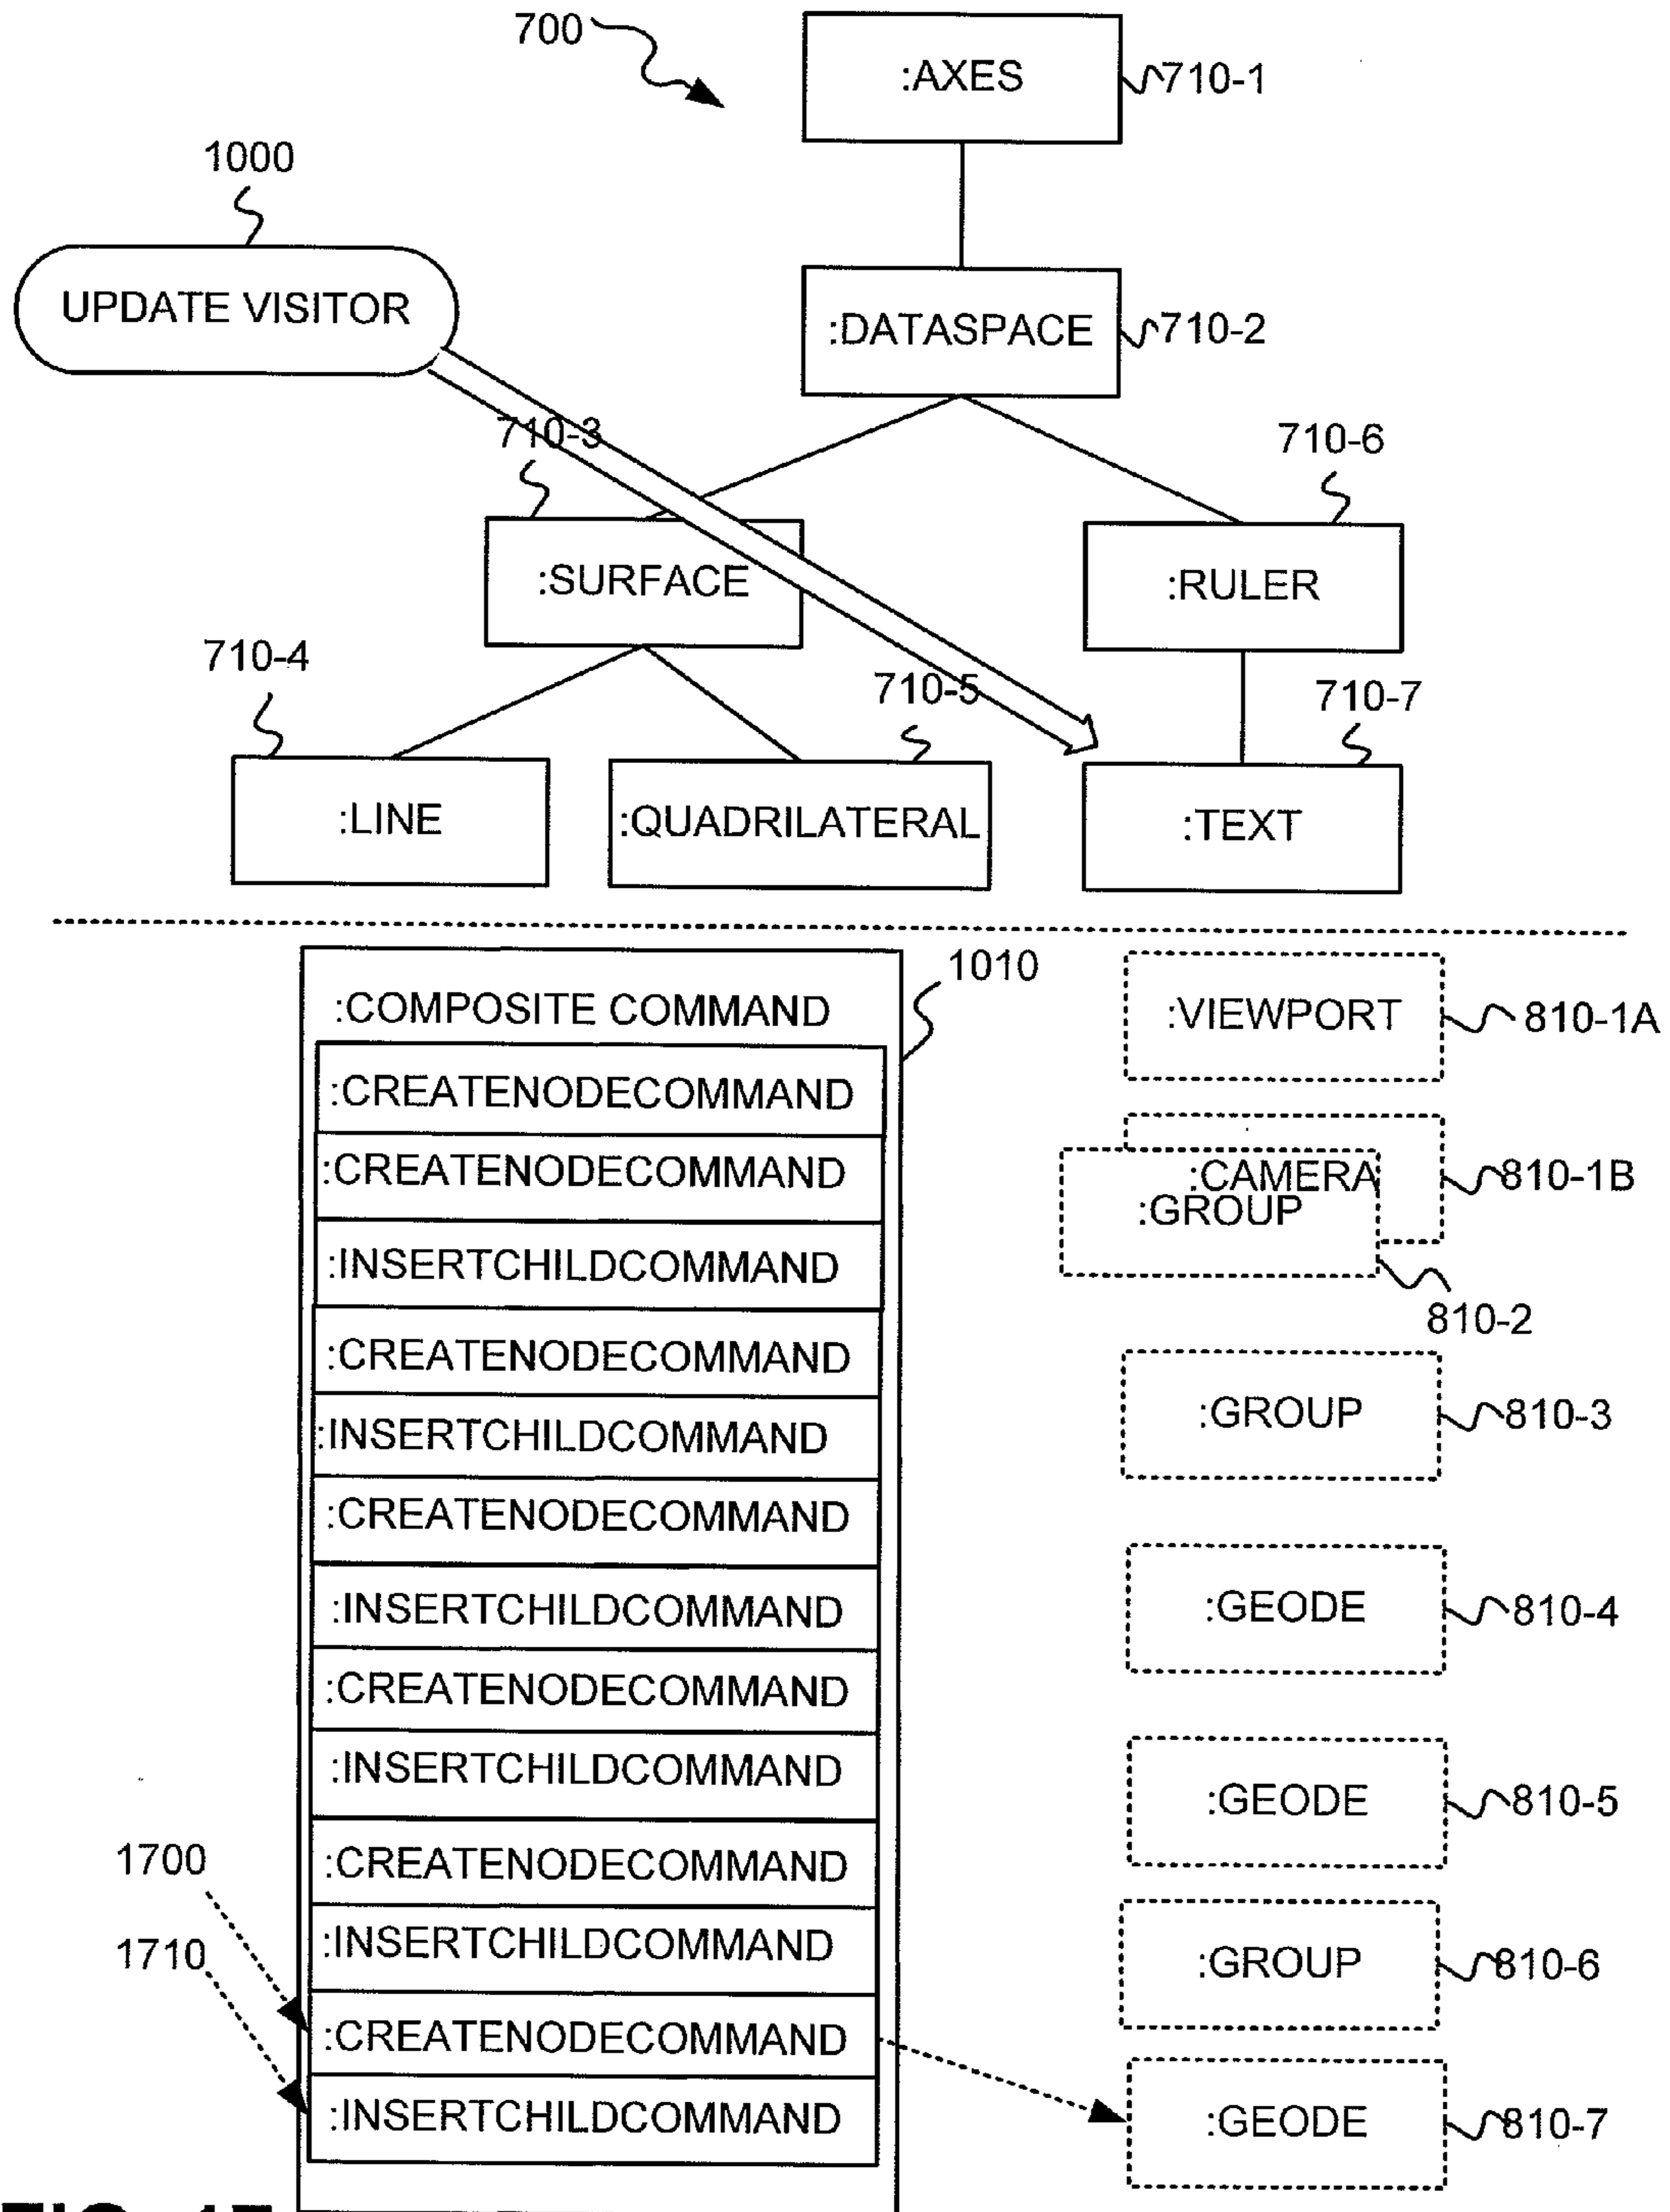 700
:AXES
710-1
1000
UPDATE VISITOR
:DATASPACE
710-2
710-3
710-6
:SURFACE
:RULER
710-4
710-5
710-7
:LINE
:QUADRILATERAL
:TEXT
1010
:COMPOSITE COMMAND
:VIEWPORT
810-1A
:CREATENODECOMMAND
:CREATENODECOMMAND
:CAMERA
810-1B
:GROUP
:INSERTCHILDCOMMAND
810-2
:CREATENODECOMMAND
:GROUP
810-3
:INSERTCHILDCOMMAND
:CREATENODECOMMAND
:INSERTCHILDCOMMAND
:GEODE
810-4
:CREATENODECOMMAND
:INSERTCHILDCOMMAND
:GEODE
810-5
1700
:CREATENODECOMMAND
1710
:INSERTCHILDCOMMAND
:GROUP
810-6
:CREATENODECOMMAND
:INSERTCHILDCOMMAND
:GEODE
810-7